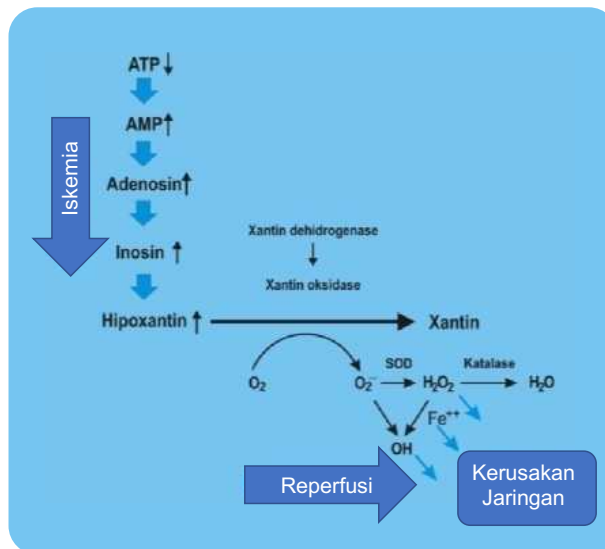 ATP ↓
AMP ↑
Iskemia
Adenosin ↑
Inosin ↑
Xantin dehidrogenase
Xantin oksidase
Hipoxantin ↑
Xantin
O₂
O₂⁻
SOD
H₂O₂
Katalase
H₂O
Fe⁺⁺
OH
Reperfusi
Kerusakan
Jaringan